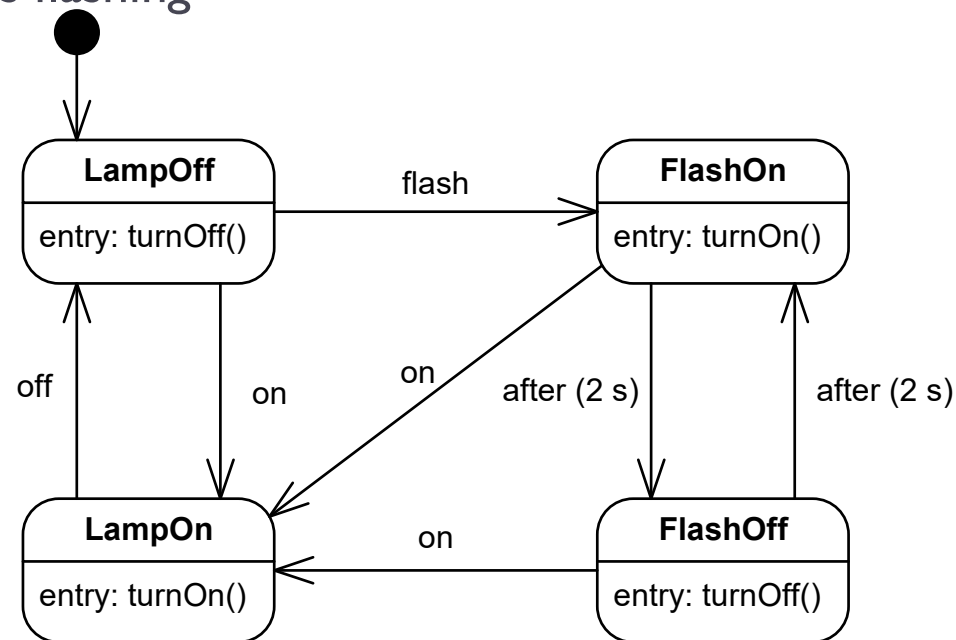 flashing
LampOff
entry: turnOff()
flash
FlashOn
entry: turnOn()
off
on
on
after (2 s)
after (2 s)
LampOn
entry: turnOn()
on
FlashOff
entry: turnOff()